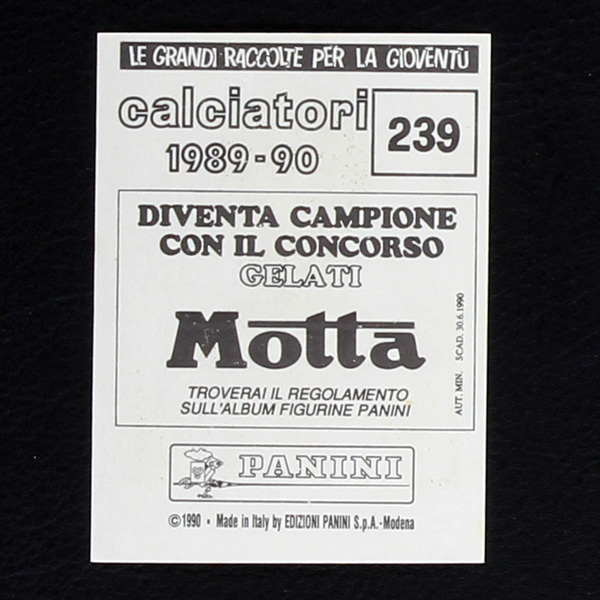 LE GRANDI RACCOLTE PER LA GIOVENTÙ
calciatori
1989-90
239
DIVENTA CAMPIONE
CON IL CONCORSO
GELATI
Motta
TROVERAI IL REGOLAMENTO
SULL'ALBUM FIGURINE PANINI
AUT. MIN. SCAD. 30.6.1990
PANINI
©1990 - Made in Italy by EDIZIONI PANINI S.p.A.-Modena